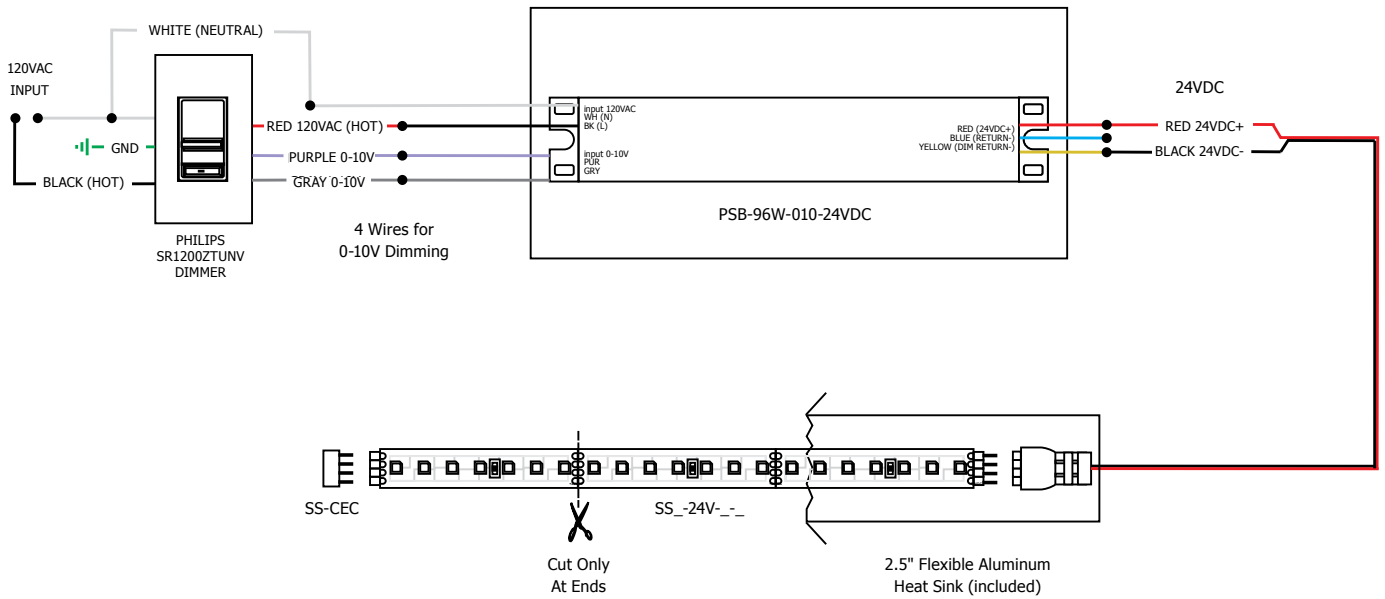 WHITE (NEUTRAL)
120VAC
INPUT
GND
BLACK (HOT)
PHILIPS
SR1200ZTUNV
DIMMER
RED 120VAC (HOT)
PURPLE 0-10V
GRAY 0-10V
4 Wires for
0-10V Dimming
input 120VAC
WH (N)
BK (L)
input 0-10V
PUR
GRY
RED (24VDC+)
BLUE (RETURN-)
YELLOW (DIM RETURN-)
PSB-96W-010-24VDC
24VDC
RED 24VDC+
BLACK 24VDC-
SS-CEC
SS_-24V-_-_
Cut Only
At Ends
2.5" Flexible Aluminum
Heat Sink (included)